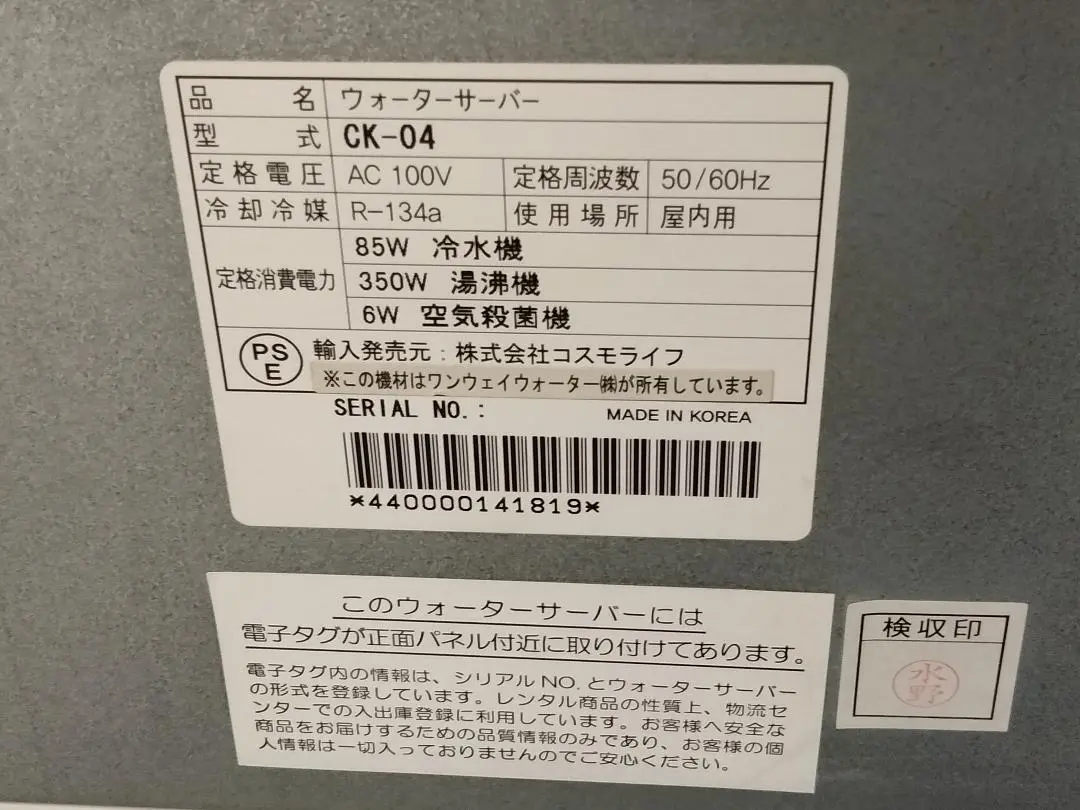 品名 ウォーターサーバー
型式 CK-04
定格電圧 AC 100V 定格周波数 50/60Hz
冷却冷媒 R-134a 使用場所 屋内用
定格消費電力 85W 冷水機
350W 湯沸機
6W 空気殺菌機
PS
E
輸入発売元：株式会社コスモライフ
※この機材はワンウェイウォーター㈱が所有しています。
SERIAL NO.: MADE IN KOREA
*440000141819*
このウォーターサーバーには
電子タグが正面パネル付近に取り付けてあります。
電子タグ内の情報は、シリアルNO.とウォーターサーバー
の形式を登録しています。レンタル商品の性質上、物流セ
ンターでの入出庫登録に利用しています。お客様へ安全な
商品をお届けするための品質情報のみであり、お客様の個
人情報は一切入っておりませんのでご安心ください。
検収印
水野